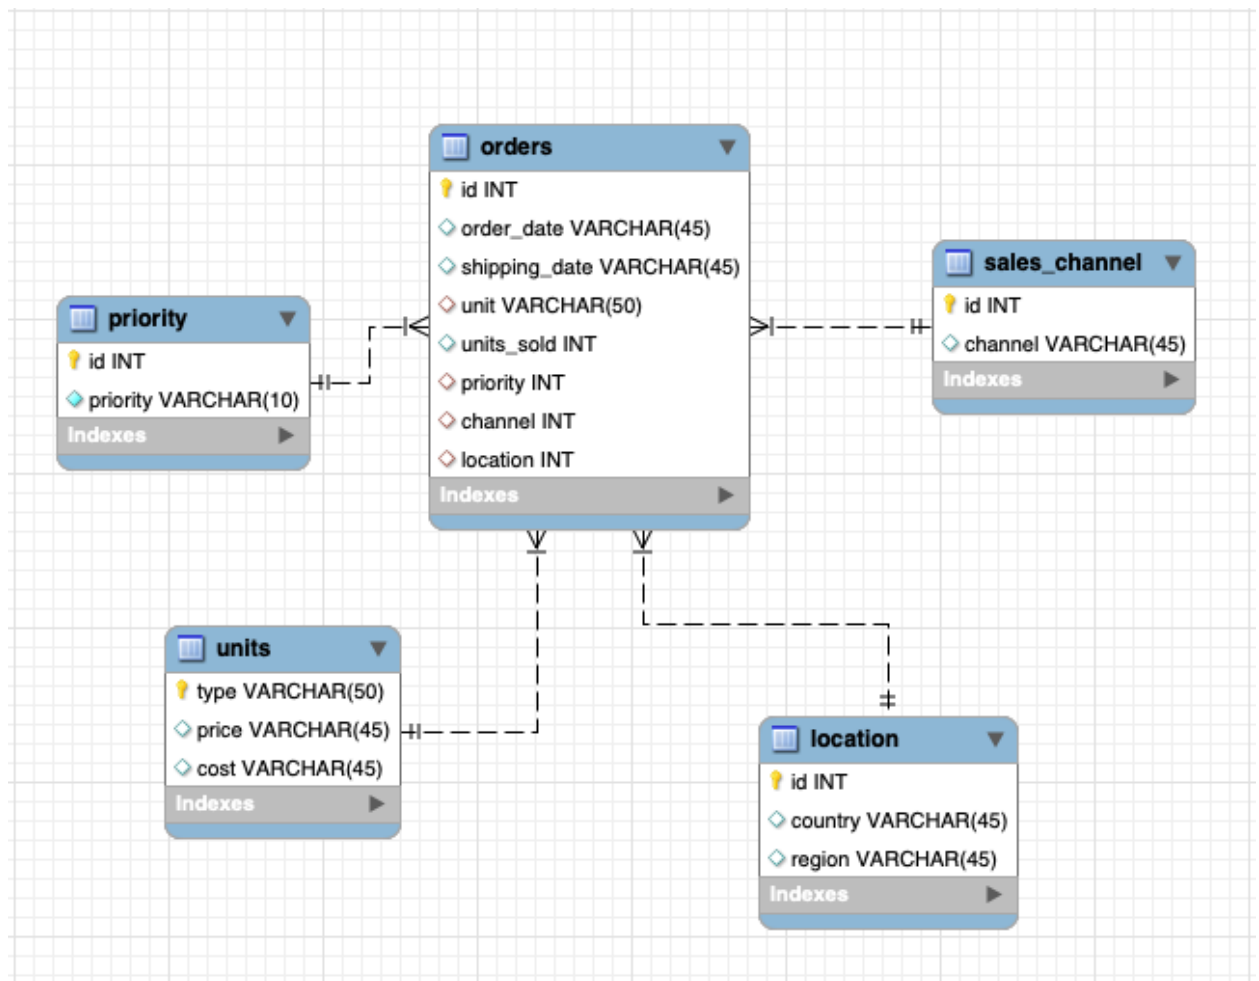 orders
id INT
order_date VARCHAR(45)
shipping_date VARCHAR(45)
unit VARCHAR(50)
units_sold INT
priority INT
channel INT
location INT
Indexes
sales_channel
id INT
channel VARCHAR(45)
Indexes
priority
id INT
priority VARCHAR(10)
Indexes
units
type VARCHAR(50)
price VARCHAR(45)
cost VARCHAR(45)
Indexes
location
id INT
country VARCHAR(45)
region VARCHAR(45)
Indexes